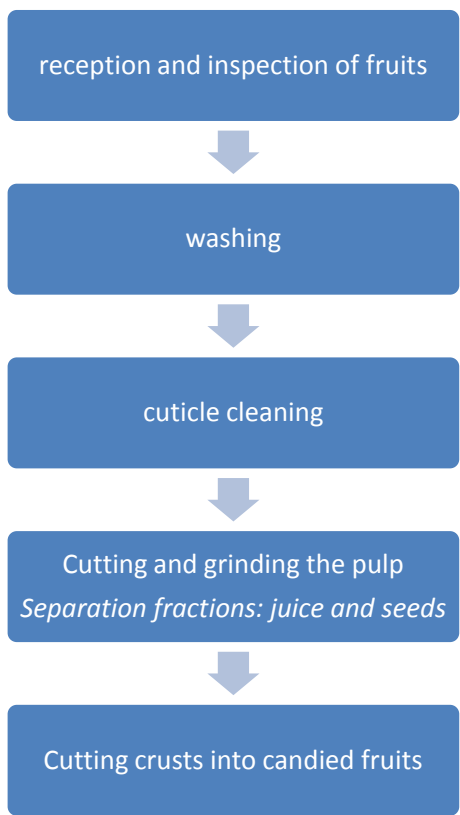 reception and inspection of fruits
washing
cuticle cleaning
Cutting and grinding the pulp
Separation fractions: juice and seeds
Cutting crusts into candied fruits